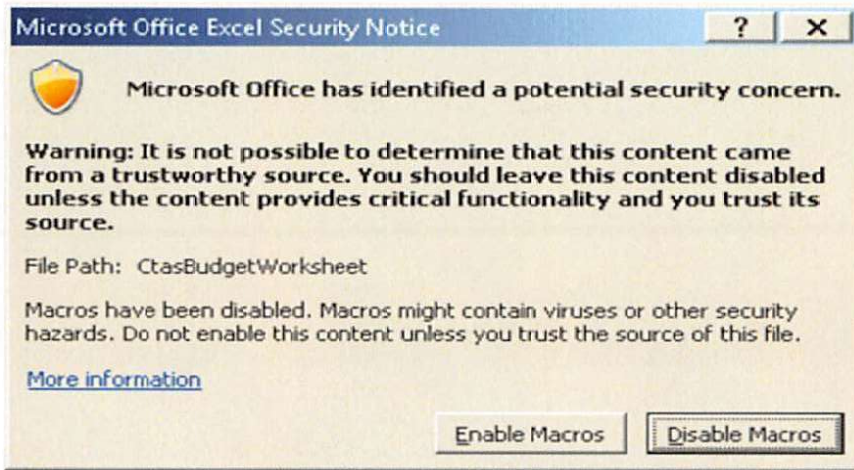 Microsoft Office Excel Security Notice
?
X
Microsoft Office has identified a potential security concern.
Warning: It is not possible to determine that this content came
from a trustworthy source. You should leave this content disabled
unless the content provides critical functionality and you trust its
source.
File Path: CtasBudgetWorksheet
Macros have been disabled. Macros might contain viruses or other security
hazards. Do not enable this content unless you trust the source of this file.
More information
Enable Macros
Disable Macros